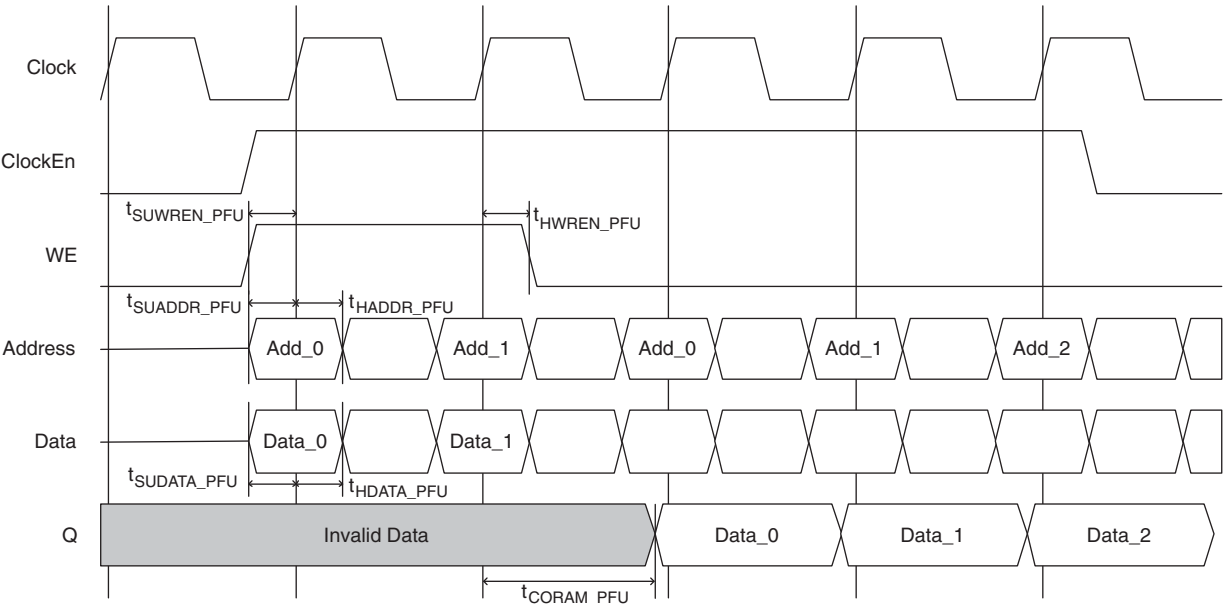 Clock
ClockEn
tSUWREN_PFU
tHWREN_PFU
WE
tSUADDR_PFU
tHADDR_PFU
Address Add_0 Add_1 Add_0 Add_1 Add_2
Data Data_0 Data_1
tSUDATA_PFU
tHDATA_PFU
Q Invalid Data Data_0 Data_1 Data_2
tCORAM_PFU